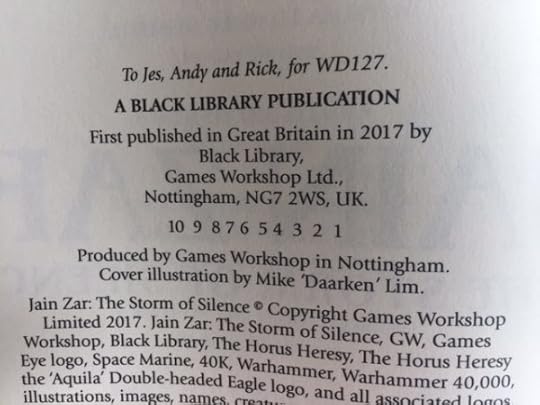 To Jes, Andy and Rick, for WD127.
A BLACK LIBRARY PUBLICATION
First published in Great Britain in 2017 by
Black Library,
Games Workshop Ltd.,
Nottingham, NG7 2WS, UK.
10 9 8 7 6 5 4 3 2 1
Produced by Games Workshop in Nottingham.
Cover illustration by Mike 'Daarken' Lim.
Jain Zar: The Storm of Silence © Copyright Games Workshop
Limited 2017. Jain Zar: The Storm of Silence, GW, Games
Workshop, Black Library, The Horus Heresy, The Horus Heresy
Eye logo, Space Marine, 40K, Warhammer, Warhammer 40,000,
the 'Aquila' Double-headed Eagle logo, and all associated logos,
illustrations, images, names,